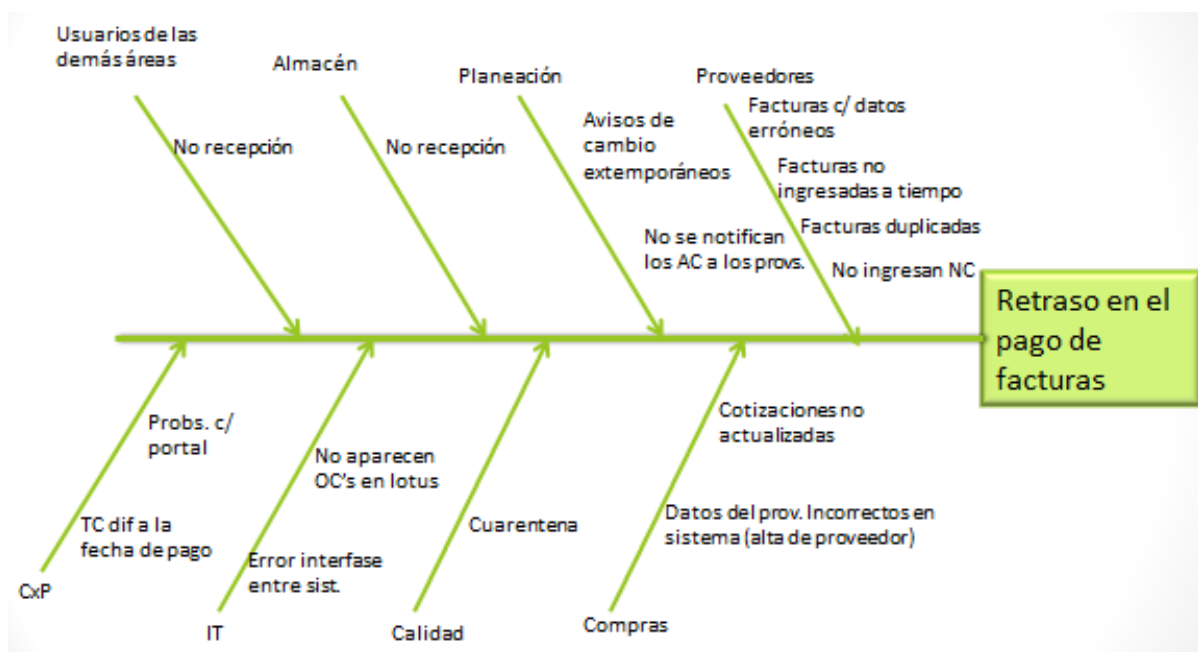 Usuarios de las
demás áreas
Almacén
Planeación
Proveedores
No recepción
No recepción
Avisos de
cambio
extemporáneos
No se notifican
los AC a los provs.
Facturas c/ datos
erróneos
Facturas no
ingresadas a tiempo
Facturas duplicadas
No ingresan NC
Retraso en el
pago de
facturas
Probs. c/
portal
TC dif a la
fecha de pago
CxP
No aparecen
OC's en lotus
Error interfase
entre sist.
IT
Cuarentena
Calidad
Cotizaciones no
actualizadas
Datos del prov. Incorrectos en
sistema (alta de proveedor)
Compras